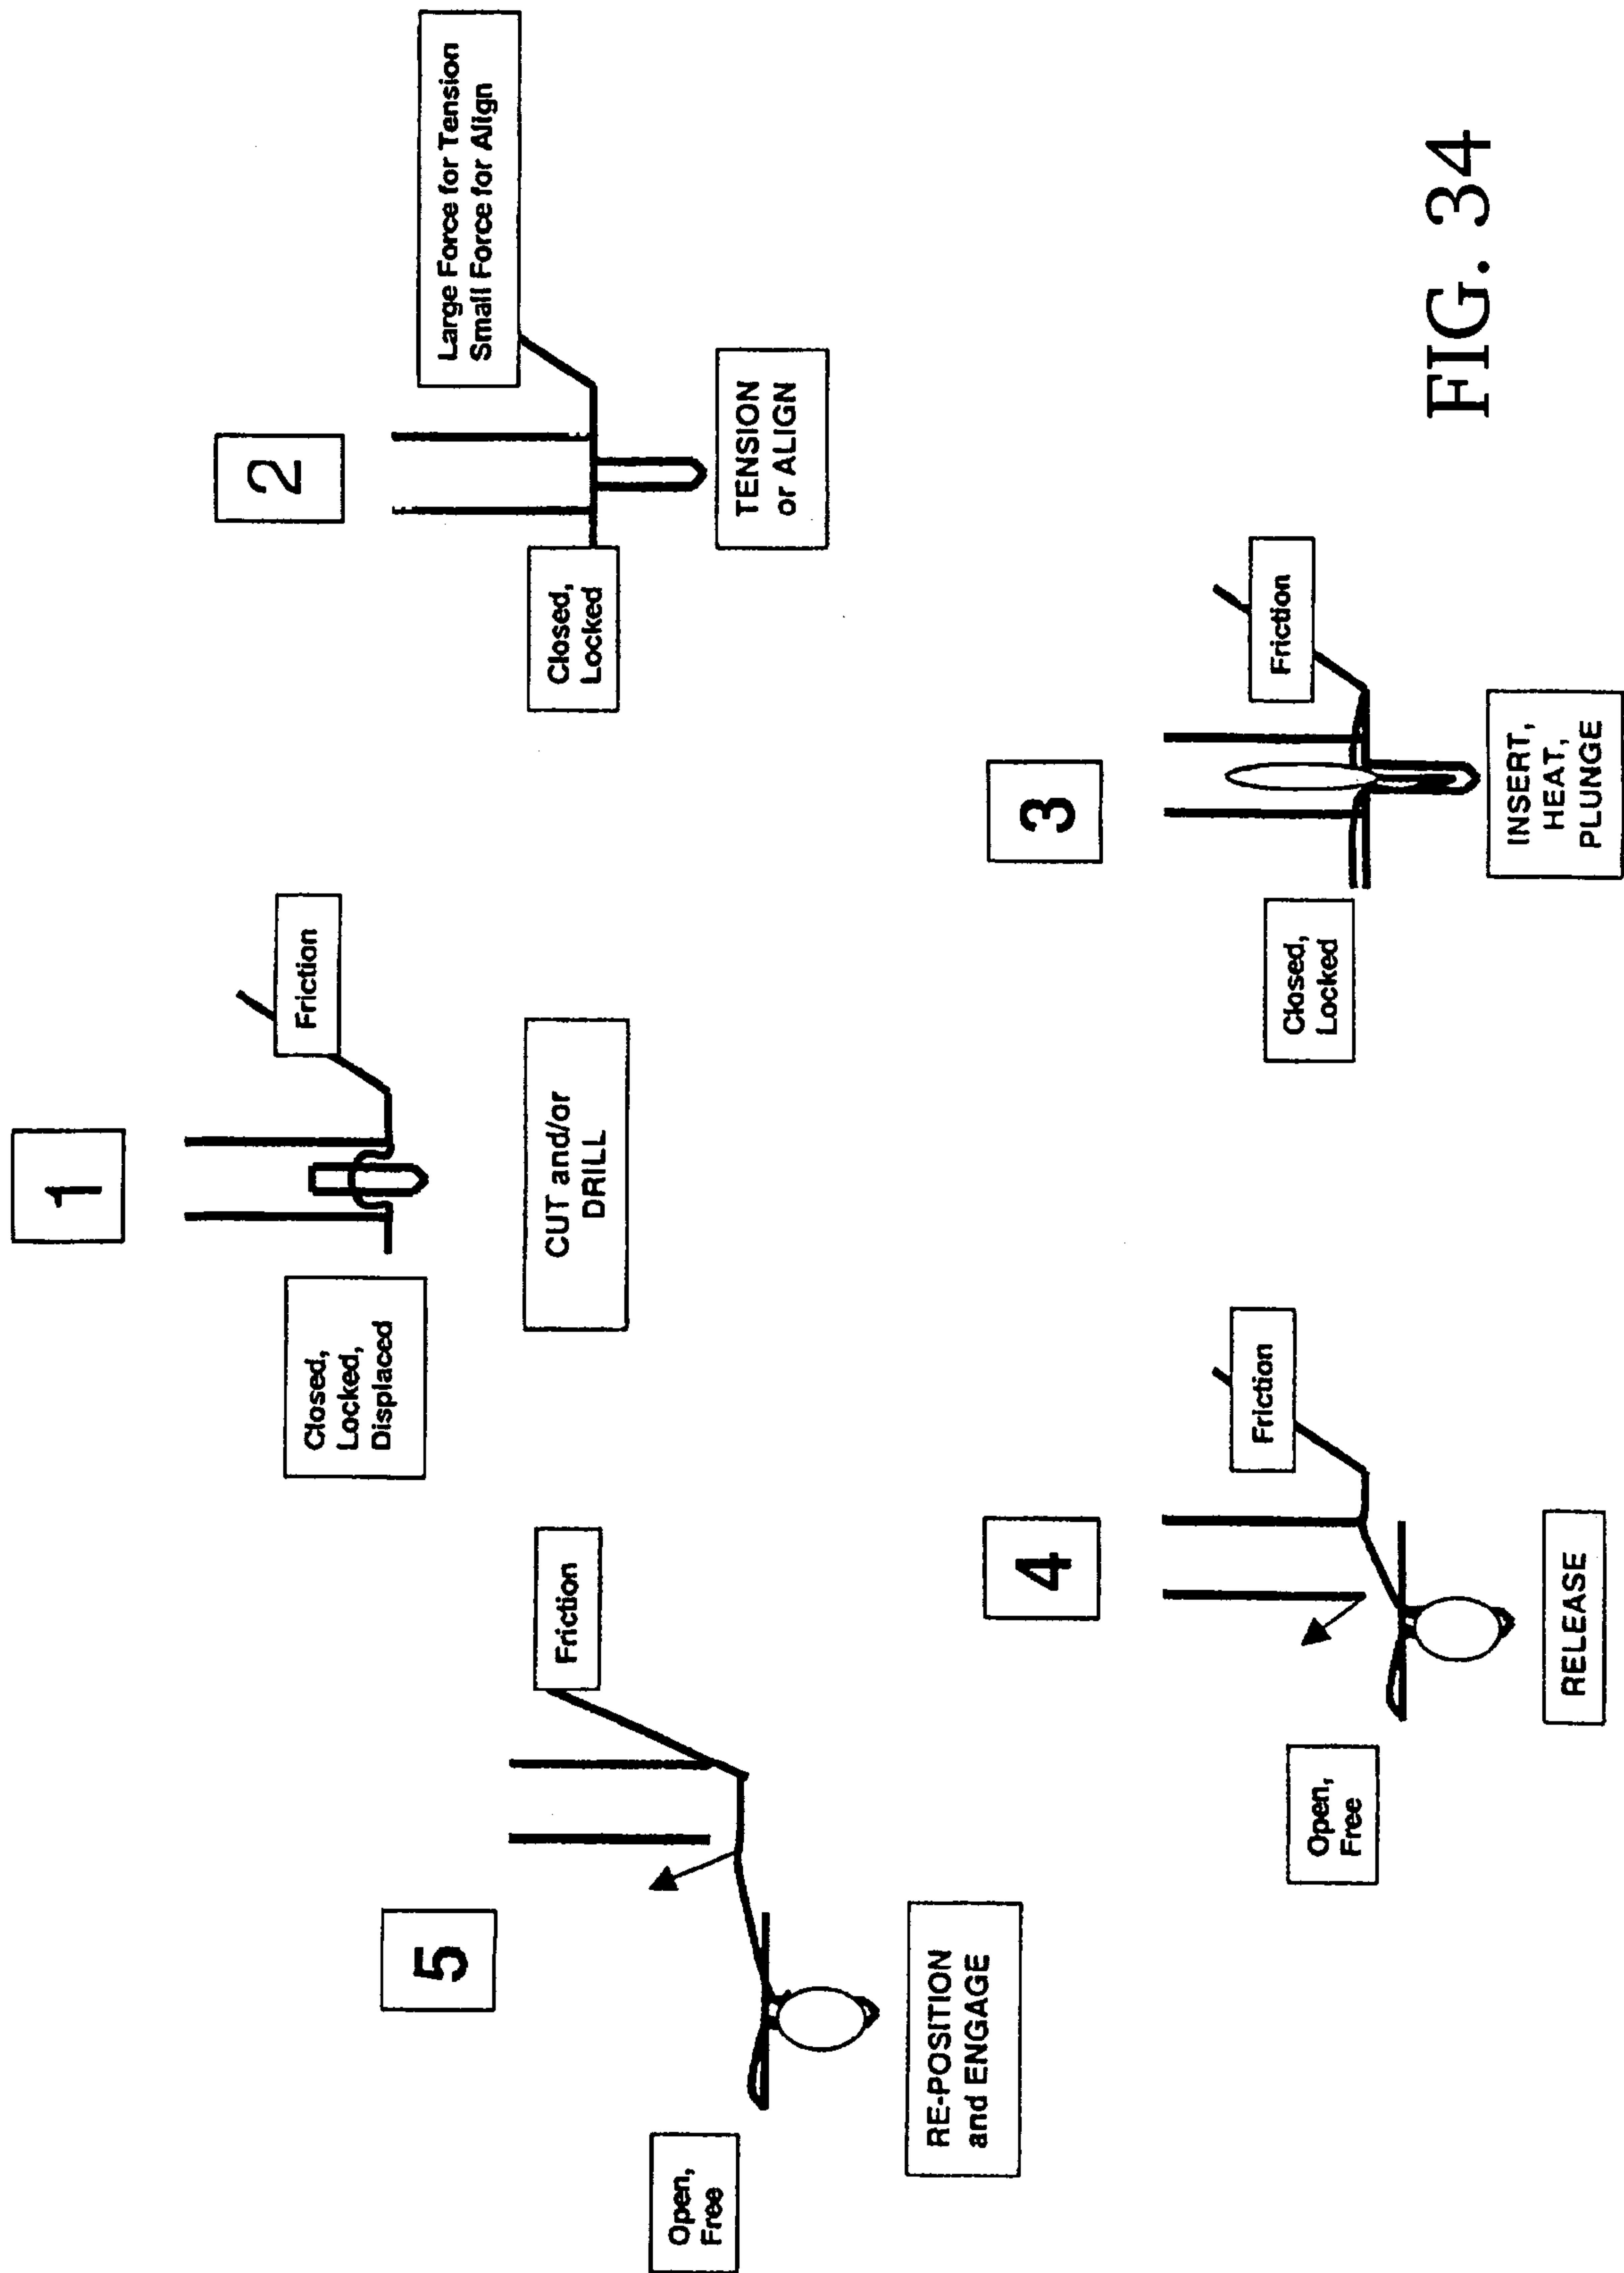 1
Closed,
Locked,
Displaced
Friction
CUT and/or
DRILL
2
Large Force for Tension
Small Force for Align
Closed,
Locked
TENSION
or ALIGN
3
Friction
Closed,
Locked
INSERT,
HEAT,
PLUNGE
4
Friction
Open,
Free
RELEASE
5
Friction
Open,
Free
RE-POSITION
and ENGAGE
FIG. 34